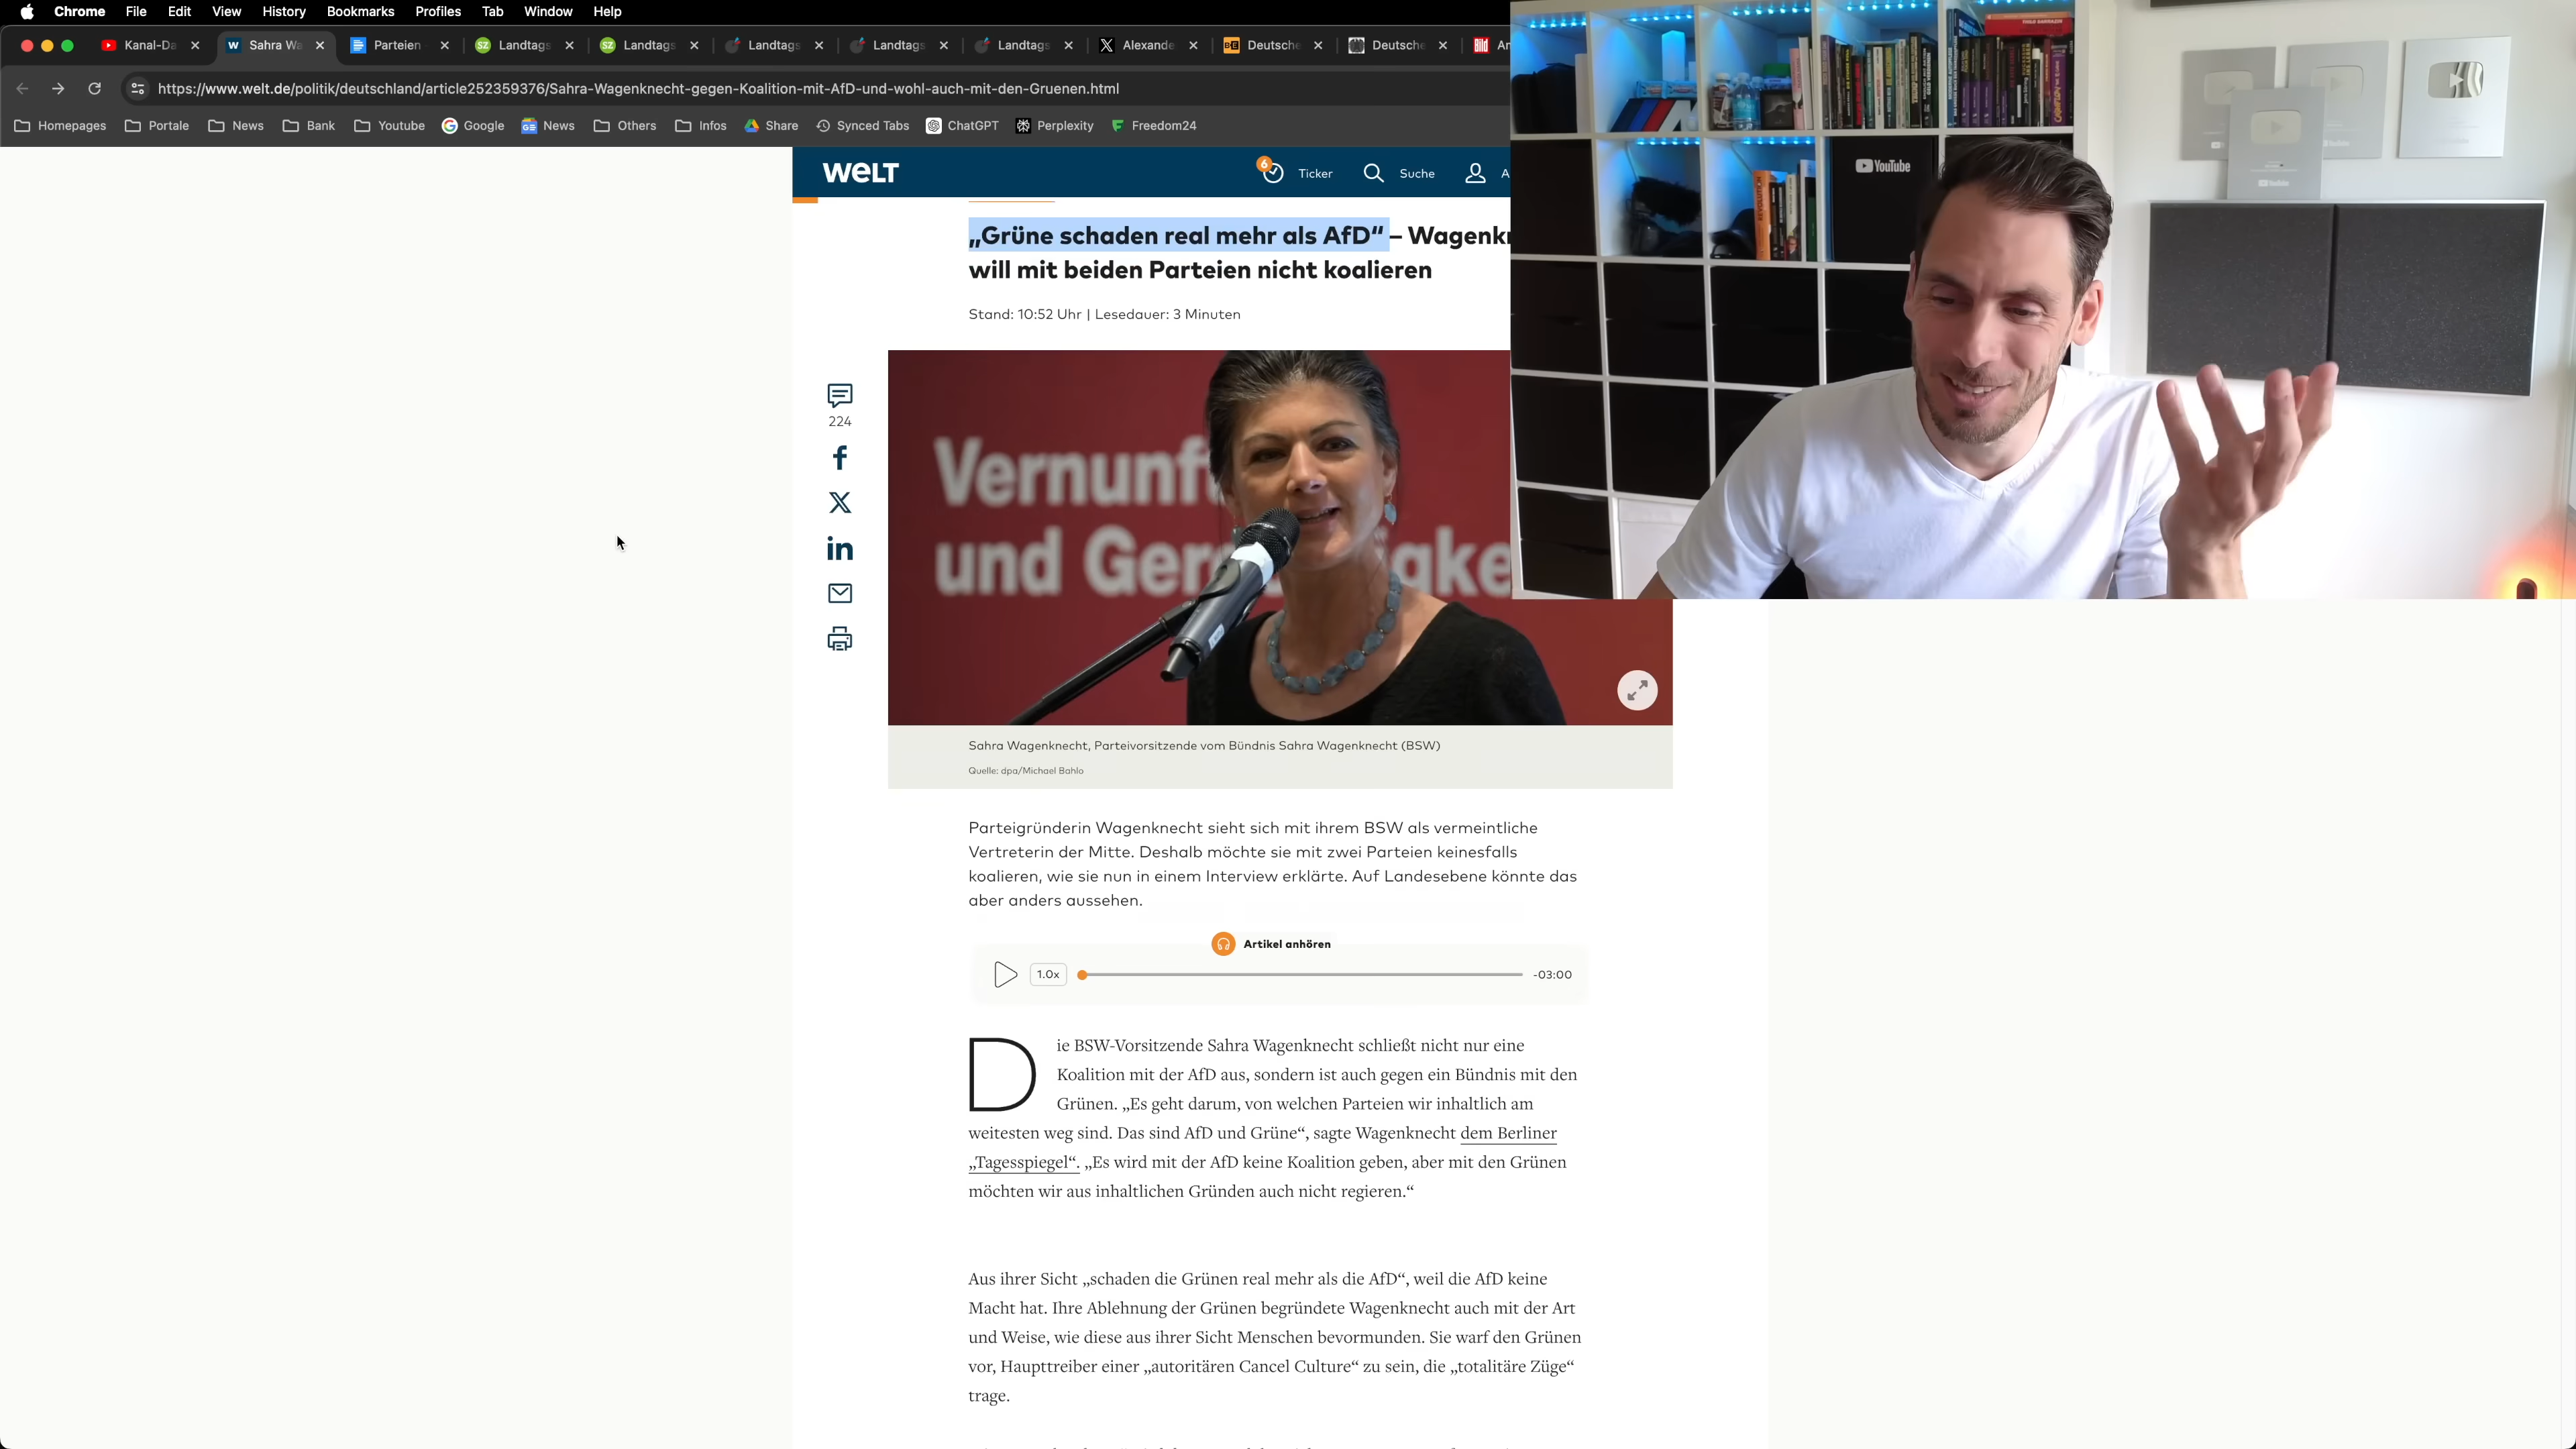 Chrome File Edit View History Bookmarks Profiles Tab Window Help
Kanal-Da Sahra Wa Parteien Landtags Landtags Landtags Landtags Landtags Alexande Deutsche Deutsche
https://www.welt.de/politik/deutschland/article252359376/Sahra-Wagenknecht-gegen-Koalition-mit-AfD-und-wohl-auch-mit-den-Gruenen.html
Homepages Portale News Bank Youtube Google News Others Infos Share Synced Tabs ChatGPT Perplexity Freedom24
WELT
6 Ticker Suche A
„Grüne schaden real mehr als AfD“ – Wagenkn
will mit beiden Parteien nicht koalieren
Stand: 10:52 Uhr | Lesedauer: 3 Minuten
224
Vernunft
und Ger igke
YouTube
Sahra Wagenknecht, Parteivorsitzende vom Bündnis Sahra Wagenknecht (BSW)
Quelle: dpa/Michael Bahlo
Parteigründerin Wagenknecht sieht sich mit ihrem BSW als vermeintliche
Vertreterin der Mitte. Deshalb möchte sie mit zwei Parteien keinesfalls
koalieren, wie sie nun in einem Interview erklärte. Auf Landesebene könnte das
aber anders aussehen.
Artikel anhören
1.0x -03:00
Die BSW-Vorsitzende Sahra Wagenknecht schließt nicht nur eine
Koalition mit der AfD aus, sondern ist auch gegen ein Bündnis mit den
Grünen. „Es geht darum, von welchen Parteien wir inhaltlich am
weitesten weg sind. Das sind AfD und Grüne“, sagte Wagenknecht dem Berliner
„Tagesspiegel“. „Es wird mit der AfD keine Koalition geben, aber mit den Grünen
möchten wir aus inhaltlichen Gründen auch nicht regieren.“
Aus ihrer Sicht „schaden die Grünen real mehr als die AfD“, weil die AfD keine
Macht hat. Ihre Ablehnung der Grünen begründete Wagenknecht auch mit der Art
und Weise, wie diese aus ihrer Sicht Menschen bevormunden. Sie warf den Grünen
vor, Haupttreiber einer „autoritären Cancel Culture“ zu sein, die „totalitäre Züge“
trage.